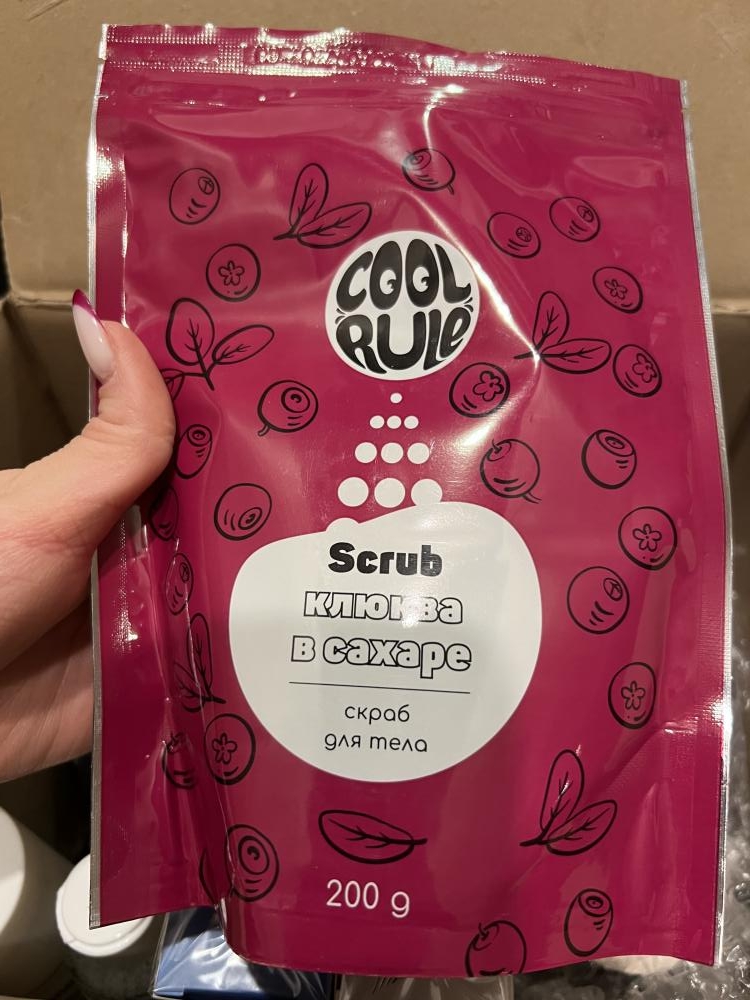 COOL
RULE
Scrub
клюква
в сахаре
скраб
для тела
200 g